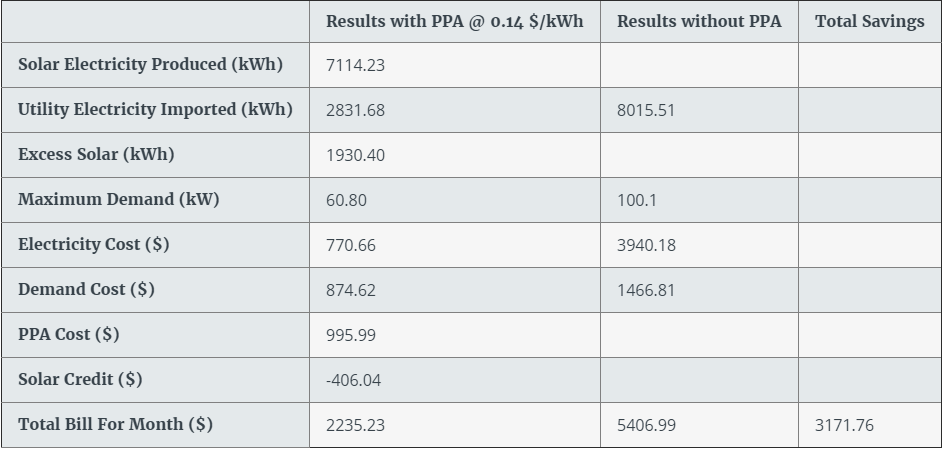 Results with PPA @ 0.14 $/kWh Results without PPA Total Savings
Solar Electricity Produced (kWh) 7114.23
Utility Electricity Imported (kWh) 2831.68 8015.51
Excess Solar (kWh) 1930.40
Maximum Demand (kW) 60.80 100.1
Electricity Cost ($) 770.66 3940.18
Demand Cost ($) 874.62 1466.81
PPA Cost ($) 995.99
Solar Credit ($) -406.04
Total Bill For Month ($) 2235.23 5406.99 3171.76